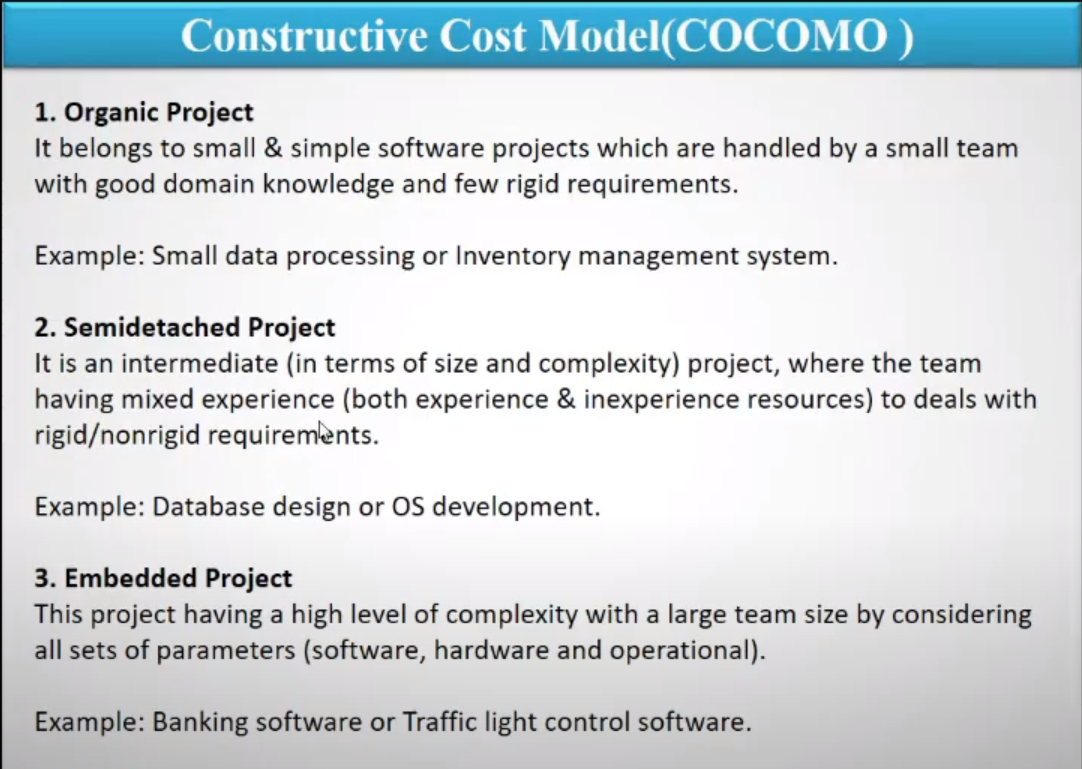 Constructive Cost Model(COCOMO )
1. Organic Project
It belongs to small & simple software projects which are handled by a small team
with good domain knowledge and few rigid requirements.
Example: Small data processing or Inventory management system.
2. Semidetached Project
It is an intermediate (in terms of size and complexity) project, where the team
having mixed experience (both experience & inexperience resources) to deals with
rigid/nonrigid requirements.
Example: Database design or OS development.
3. Embedded Project
This project having a high level of complexity with a large team size by considering
all sets of parameters (software, hardware and operational).
Example: Banking software or Traffic light control software.